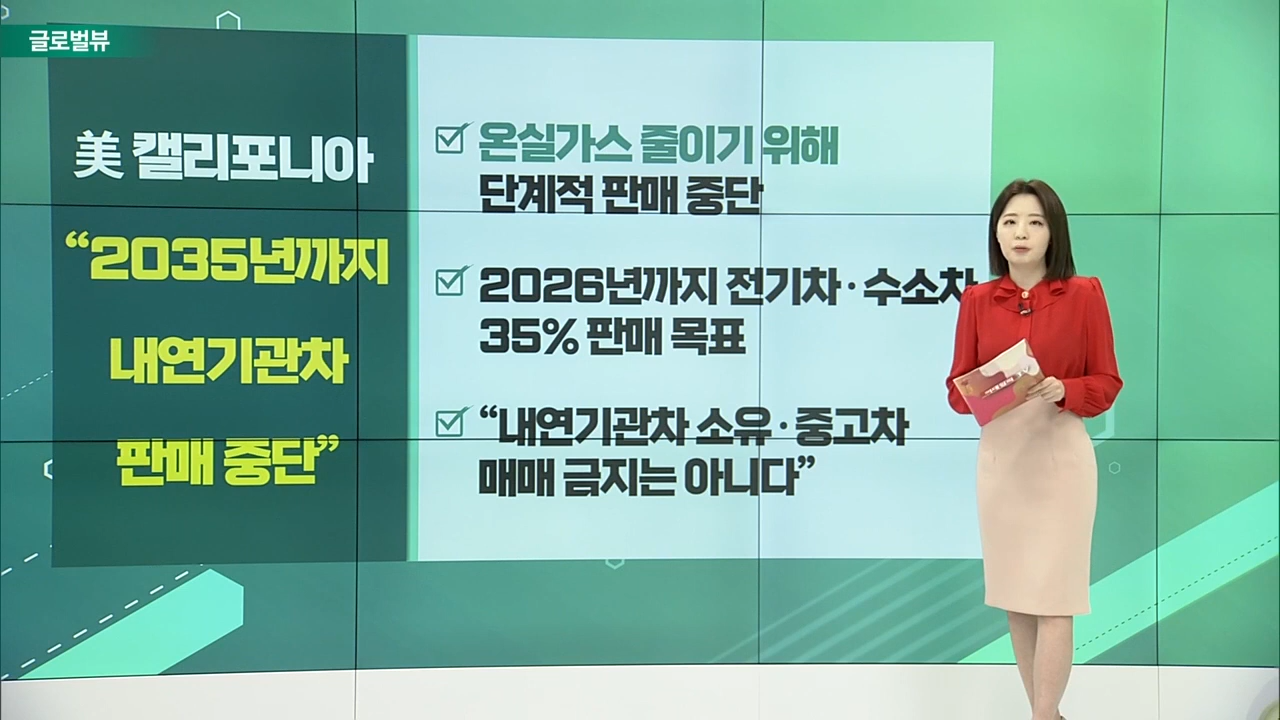 글로벌뷰
美 캘리포니아
“2035년까지
내연기관차
판매 중단”
온실가스 줄이기 위해
단계적 판매 중단
2026년까지 전기차·수소차
35% 판매 목표
“내연기관차 소유·중고차
매매 금지는 아니다”